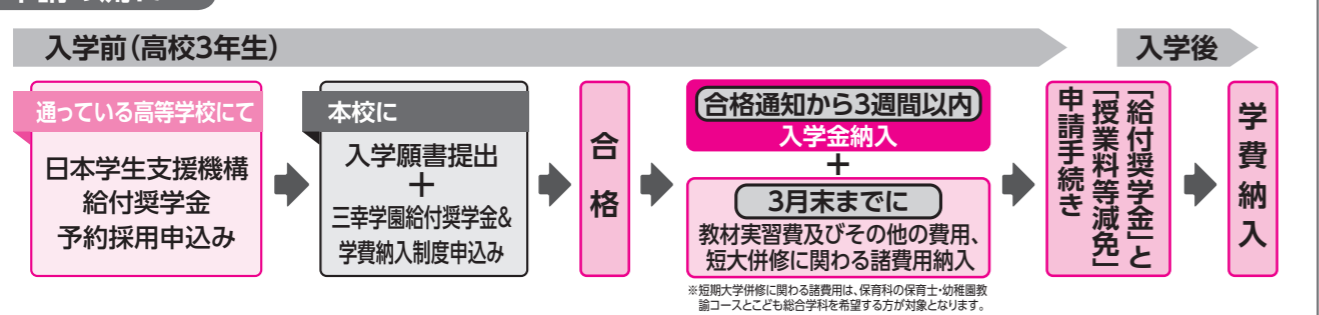 入学前(高校3年生)
入学後
通っている高等学校にて
日本学生支援機構
給付奨学金
予約採用申込み
本校に
入学願書提出
+
三幸学園給付奨学金&
学費納入制度申込み
合格
合格通知から3週間以内
入学金納入
+
3月末までに
教材実習費及びその他の費用、
短大併修に関わる諸費用納入
※短期大学併修に関わる諸費用は、保育科の保育士・幼稚園教
諭コースとこども総合学科を希望する方が対象となります。
「給付奨学金」と
「授業料等減免」
申請手続き
学費納入